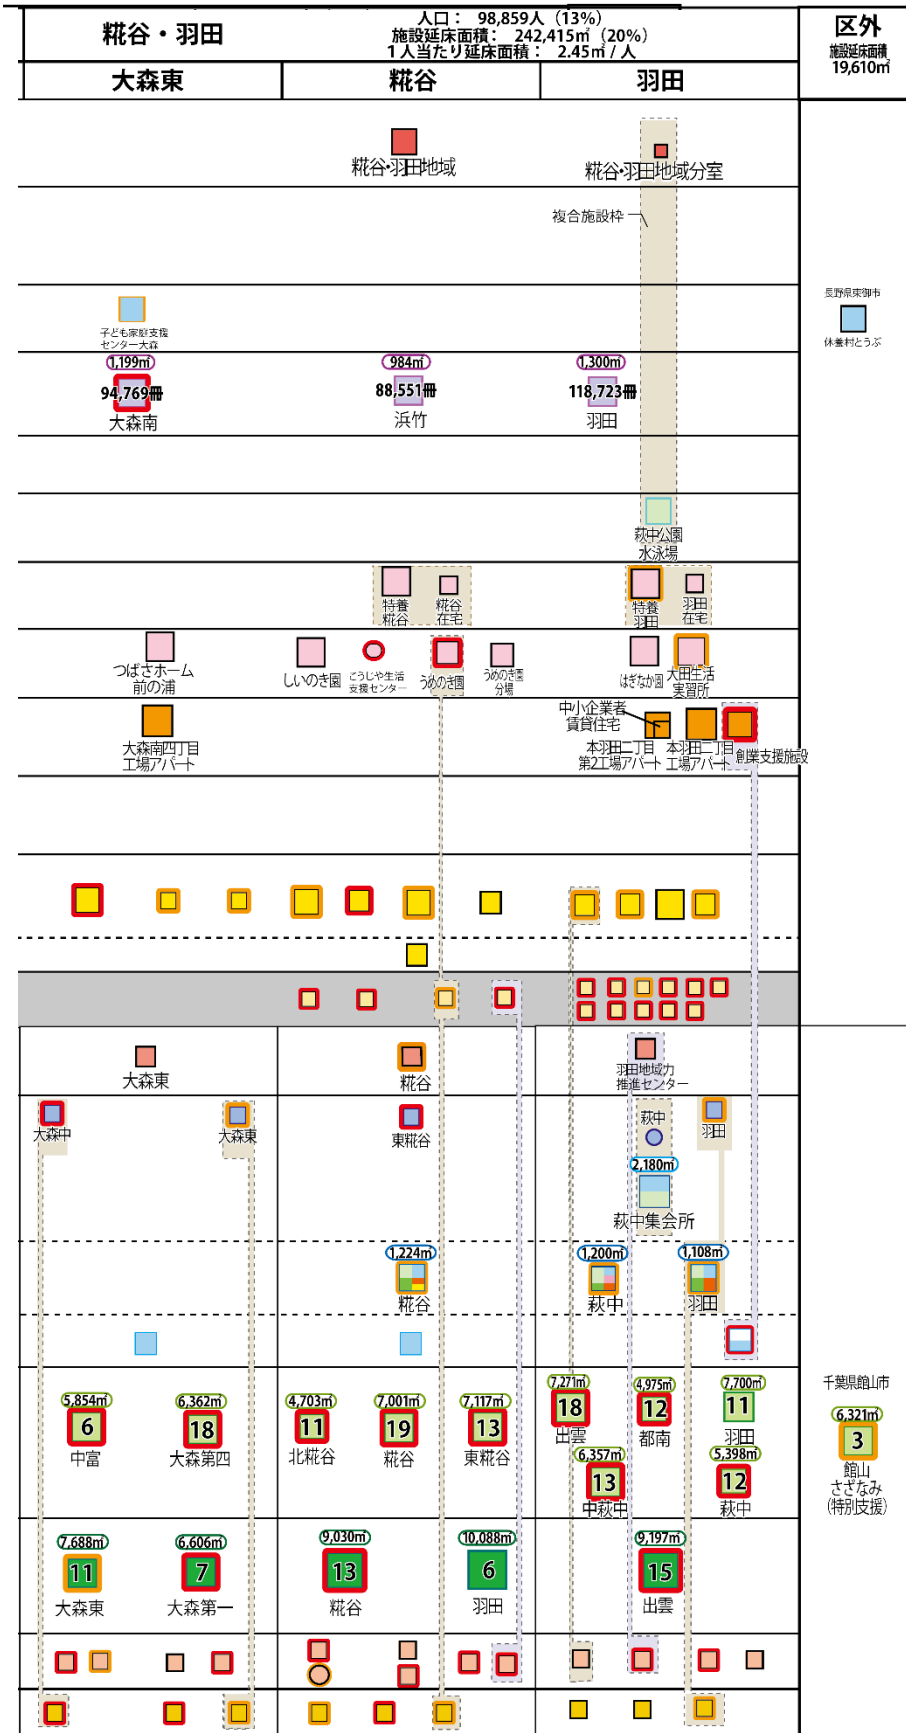 糀谷・羽田
人口： 98,859人（13%）
施設延床面積： 242,415㎡（20%）
1人当たり延床面積： 2.45㎡ / 人
区外
施設延床面積
19,610㎡
大森東
糀谷
羽田
糀谷・羽田地域
糀谷・羽田地域分室
複合施設枠
長野県東御市
休養村とうぶ
子ども家庭支援
センター大森
1,199㎡
984㎡
1,300㎡
94,769冊
88,551冊
118,723冊
大森南
浜竹
羽田
萩中公園
水泳場
特養
糀谷
糀谷
在宅
特養
羽田
羽田
在宅
つばさホーム
前の浦
しいのき園
こうじや生活
支援センター
うめのき園
うめのき園
分場
はぎなか園
大田生活
実習所
大森南四丁目
工場アパート
中小企業者
賃貸住宅
本羽田二丁目
第2工場アパート
本羽田二丁目
工場アパート
創業支援施設
大森東
糀谷
羽田地域力
推進センター
大森中
大森東
東糀谷
萩中
羽田
2,180㎡
萩中集会所
1,224㎡
1,200㎡
1,108㎡
糀谷
萩中
羽田
5,854㎡
6,362㎡
4,703㎡
7,001㎡
7,117㎡
7,271㎡
4,975㎡
7,700㎡
6
18
11
19
13
18
12
11
中富
大森第四
北糀谷
糀谷
東糀谷
出雲
都南
羽田
6,357㎡
5,398㎡
13
12
中萩中
萩中
千葉県館山市
6,321㎡
3
館山
さざなみ
（特別支援）
7,688㎡
6,606㎡
9,030㎡
10,088㎡
9,197㎡
11
7
13
6
15
大森東
大森第一
糀谷
羽田
出雲